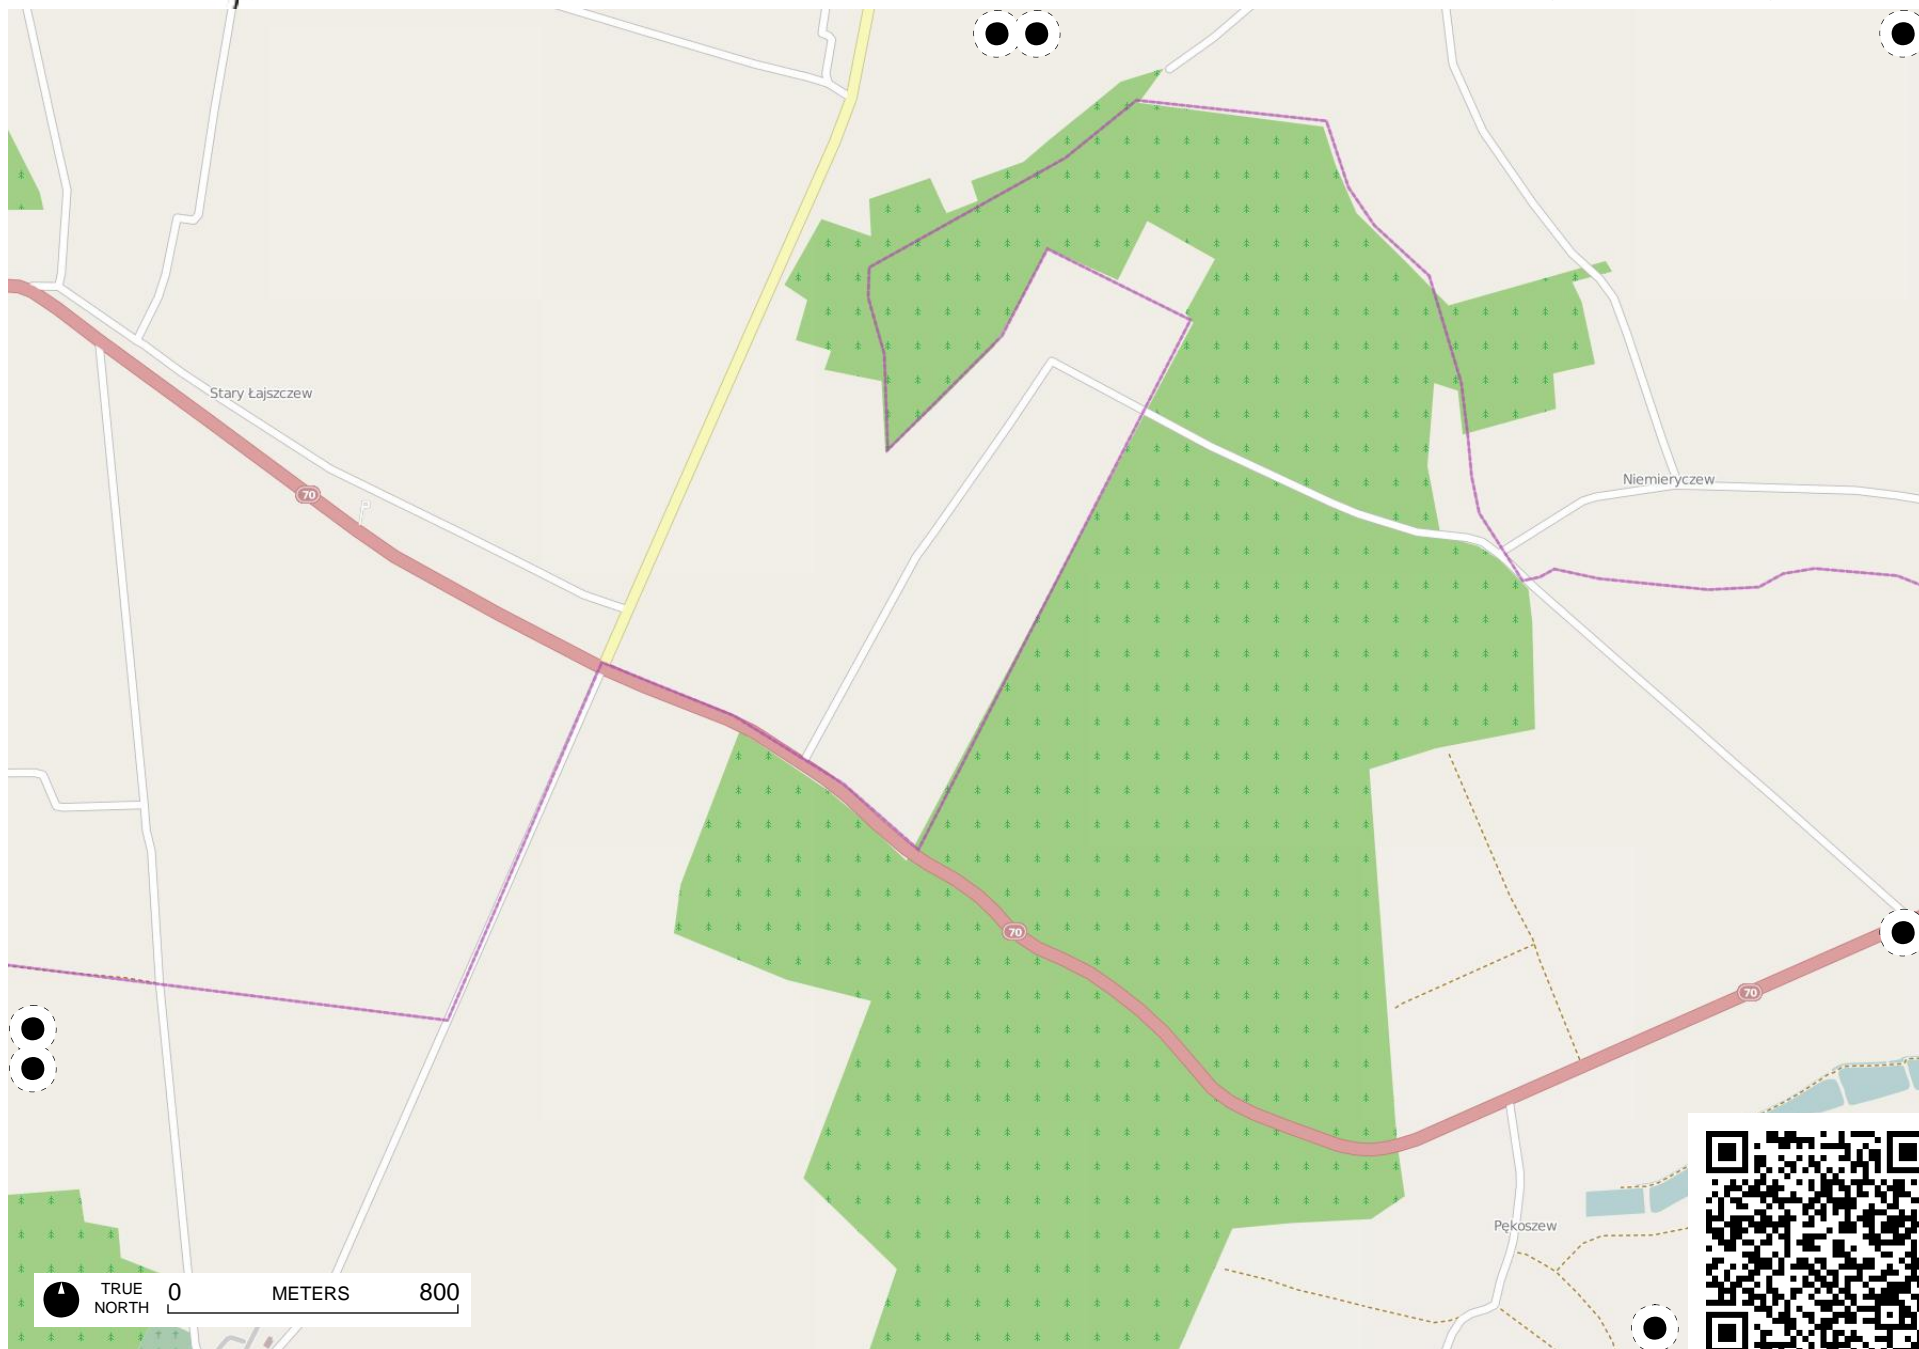 Stary Łajszczew
70
Niemieryczew
70
70
Pękoszew
TRUE
NORTH
0 METERS 800